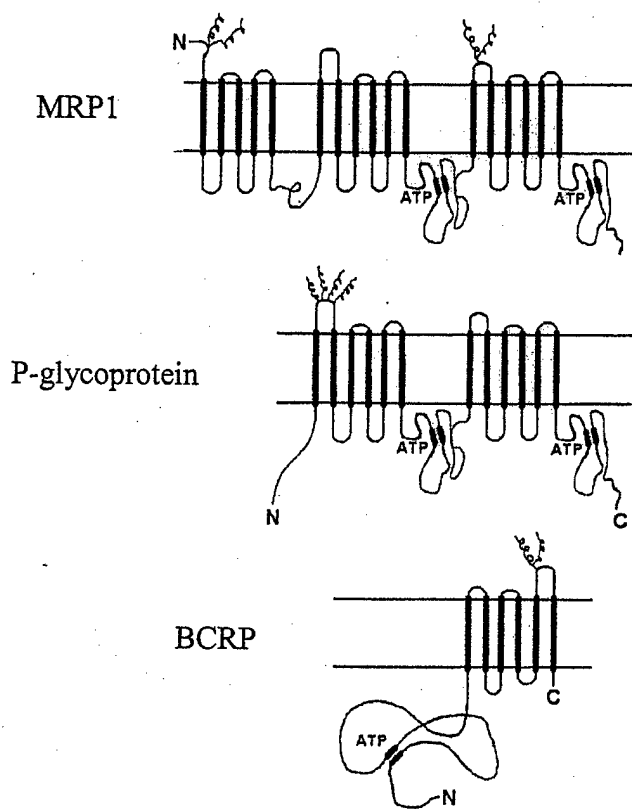 N
MRP1
ATP
ATP
P-glycoprotein
ATP
ATP
N
C
BCRP
C
ATP
N